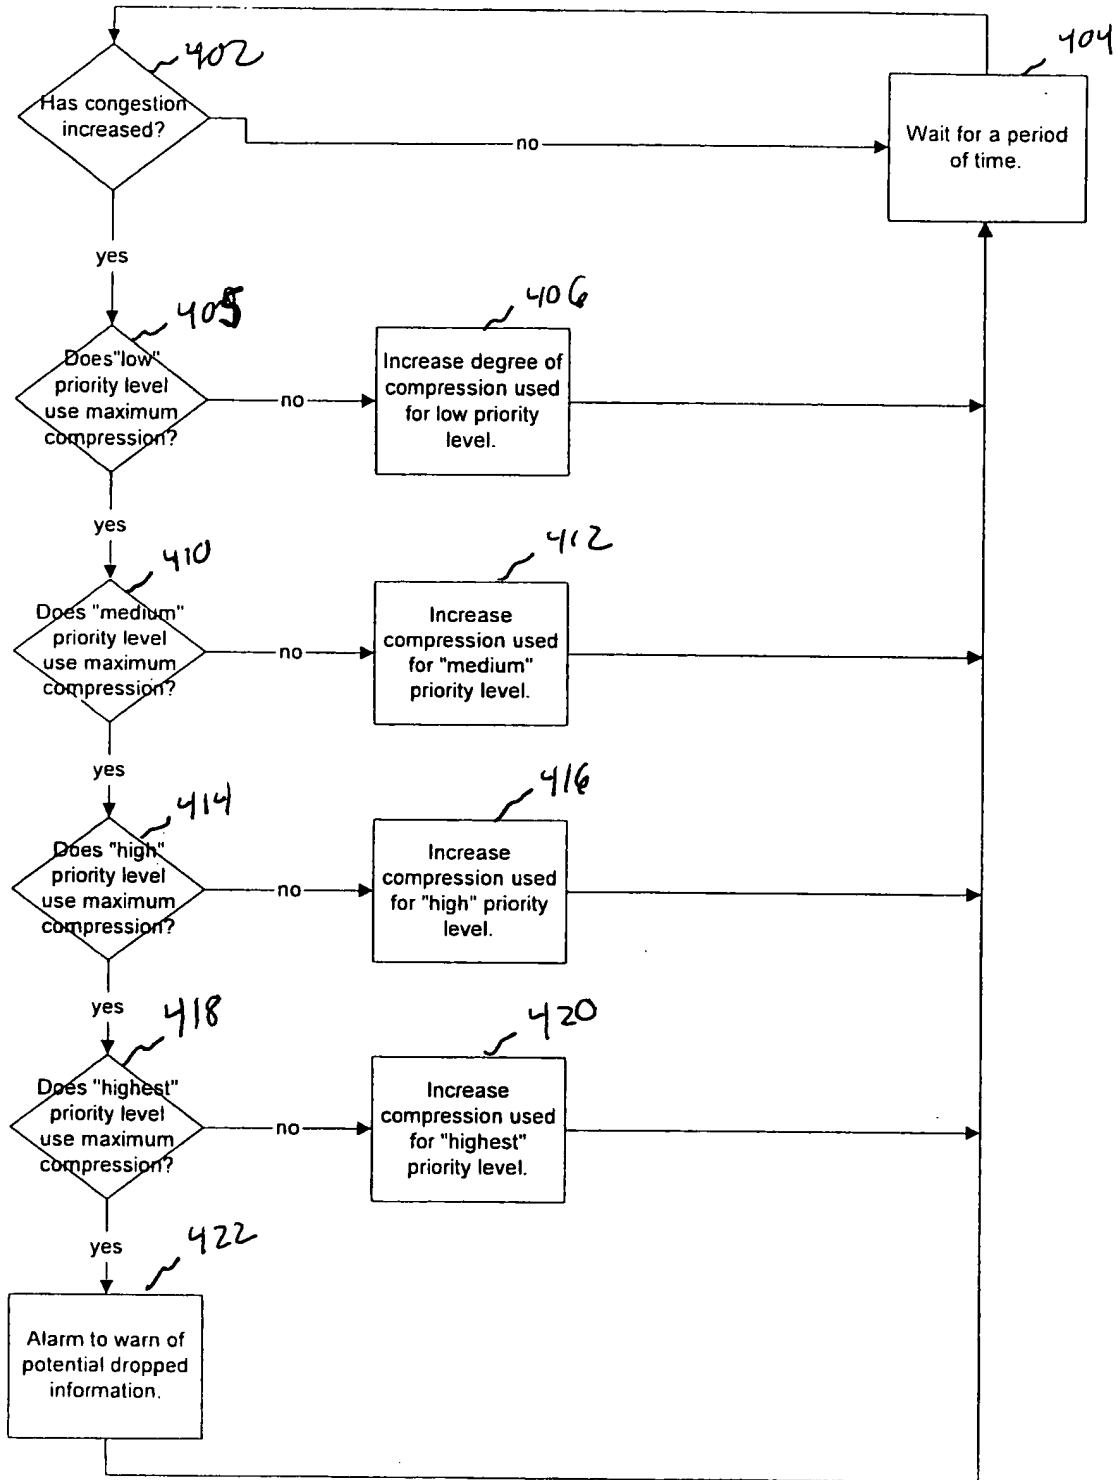 402
404
Has congestion
increased?
no
Wait for a period
of time.
yes
405
406
Does"low"
priority level
use maximum
compression?
no
Increase degree of
compression used
for low priority
level.
yes
410
412
Does "medium"
priority level
use maximum
compression?
no
Increase
compression used
for "medium"
priority level.
yes
414
416
Does "high"
priority level
use maximum
compression?
no
Increase
compression used
for "high" priority
level.
yes
418
420
Does "highest"
priority level
use maximum
compression?
no
Increase
compression used
for "highest"
priority level.
yes
422
Alarm to warn of
potential dropped
information.